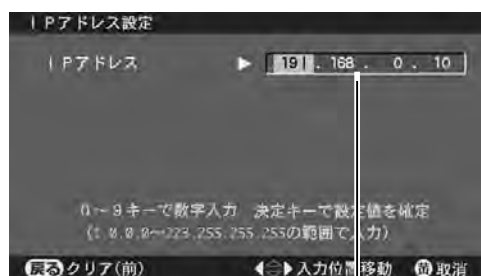 IPアドレス設定
IPアドレス ▶ 191 . 168 . 0 . 10
0~9キーで数字入力 決定キーで設定値を確定
(1.0.0.0~223.255.255.255の範囲で入力)
戻る クリア(前) 入力位置移動 取消